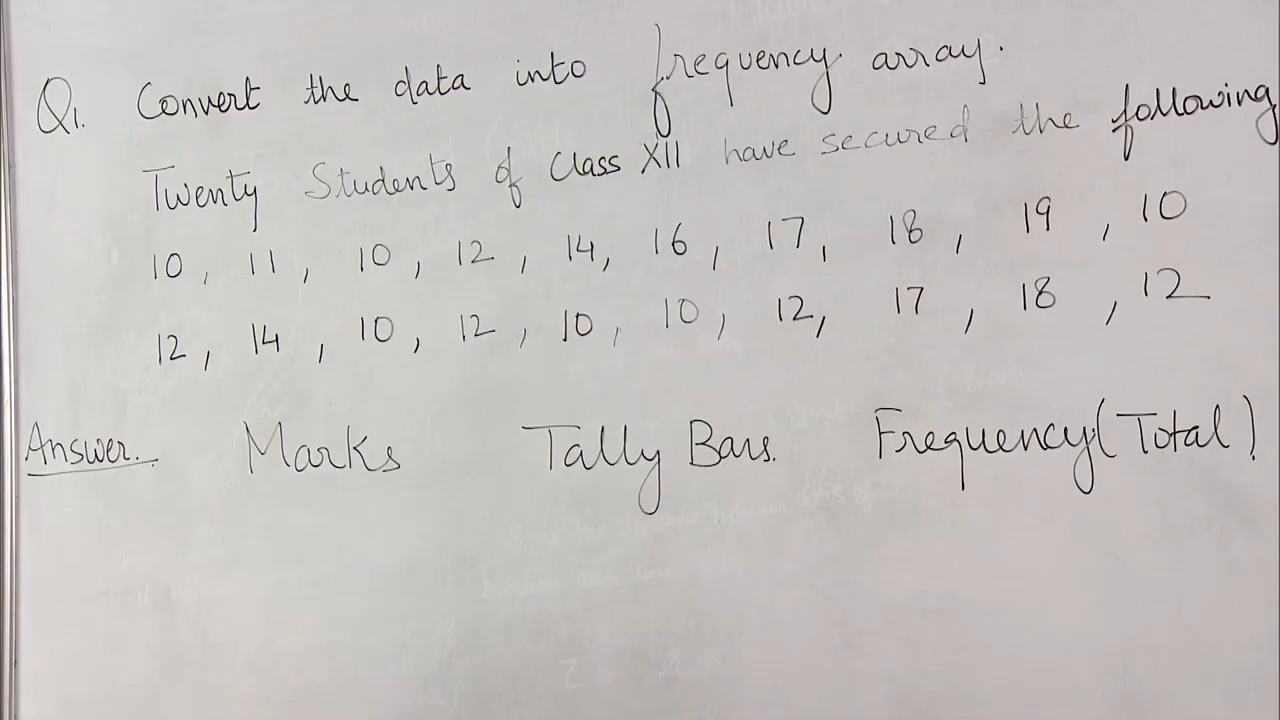 Q1. Convert the data into frequency array.
Twenty Students of Class XII have secured the following
10, 11, 10, 12, 14, 16, 17, 18, 19, 10
12, 14, 10, 12, 10, 10, 12, 17, 18, 12
Answer. Marks Tally Bars. Frequency (Total)